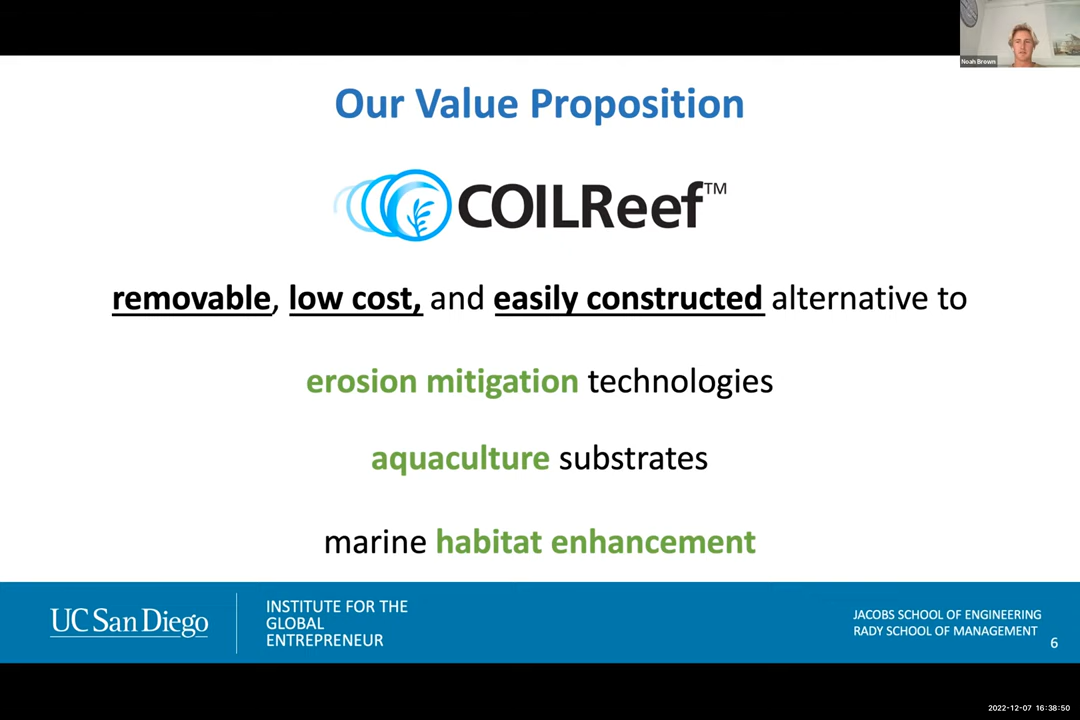 Noah Brown
Our Value Proposition
COILReef™
removable, low cost, and easily constructed alternative to
erosion mitigation technologies
aquaculture substrates
marine habitat enhancement
UC San Diego
INSTITUTE FOR THE
GLOBAL
ENTREPRENEUR
JACOBS SCHOOL OF ENGINEERING
RADY SCHOOL OF MANAGEMENT
6
2022-12-07 16:38:50